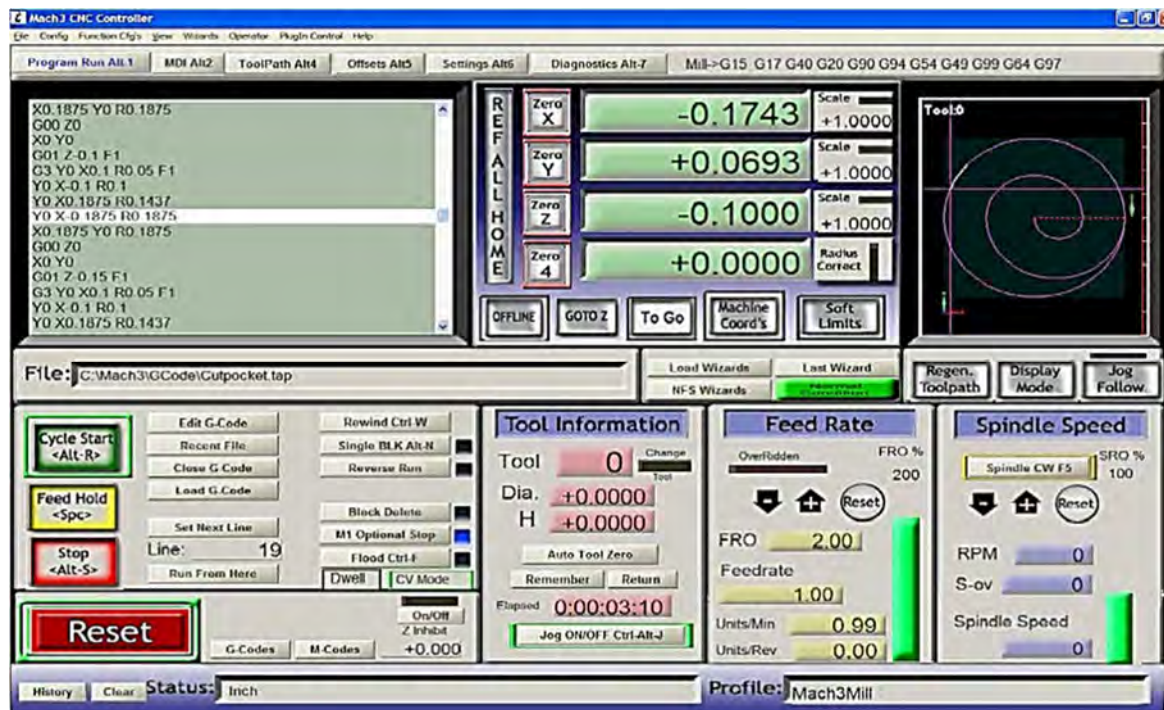 Mach3 CNC Controller
File Config Function Cfg's View Wizards Operator PlugIn Control Help
Program Run Alt-1 MDI Alt2 ToolPath Alt4 Offsets Alt5 Settings Alt6 Diagnostics Alt-7 Mill->G15 G17 G40 G20 G90 G94 G54 G49 G99 G64 G97
X0.1875 Y0 R0.1875
G00 Z0
X0 Y0
G01 Z-0.1 F1
G3 Y0 X0.1 R0.05 F1
Y0 X-0.1 R0.1
Y0 X0.1875 R0.1437
Y0 X-0.1875 R0.1875
X0.1875 Y0 R0.1875
G00 Z0
X0 Y0
G01 Z-0.15 F1
G3 Y0 X0.1 R0.05 F1
Y0 X-0.1 R0.1
Y0 X0.1875 R0.1437
REF ALL HOME
Zero X -0.1743 Scale +1.0000
Zero Y +0.0693 Scale +1.0000
Zero Z -0.1000 Scale +1.0000
Zero 4 +0.0000 Radius Correct
OFFLINE GOTO Z To Go Machine Coord's Soft Limits
Tool:0
File: C:\Mach3\GCode\Cutpocket.tap
Load Wizards Last Wizard
NFS Wizards
Regen. Toolpath Display Mode Jog Follow
Cycle Start <Alt-R>
Feed Hold <Spc>
Stop <Alt-S>
Edit G-Code
Recent File
Close G-Code
Load G-Code
Set Next Line
Line: 19
Run From Here
Rewind Ctrl-W
Single BLK Alt-N
Reverse Run
Block Delete
M1 Optional Stop
Flood Ctrl-F
Dwell CV Mode
Reset
G-Codes M-Codes
On/Off
Z Inhibit
+0.000
Tool Information
Tool 0 Change Tool
Dia. +0.0000
H +0.0000
Auto Tool Zero
Remember Return
Elapsed 0:00:03:10
Jog ON/OFF Ctrl-Alt-J
Feed Rate
OverRidden FRO %
200
Reset
FRO 2.00
Feedrate
1.00
Units/Min 0.99
Units/Rev 0.00
Spindle Speed
Spindle CW F5 SRO %
100
Reset
RPM 0
S-ov 0
Spindle Speed
0
History Clear Status: Inch Profile: Mach3Mill